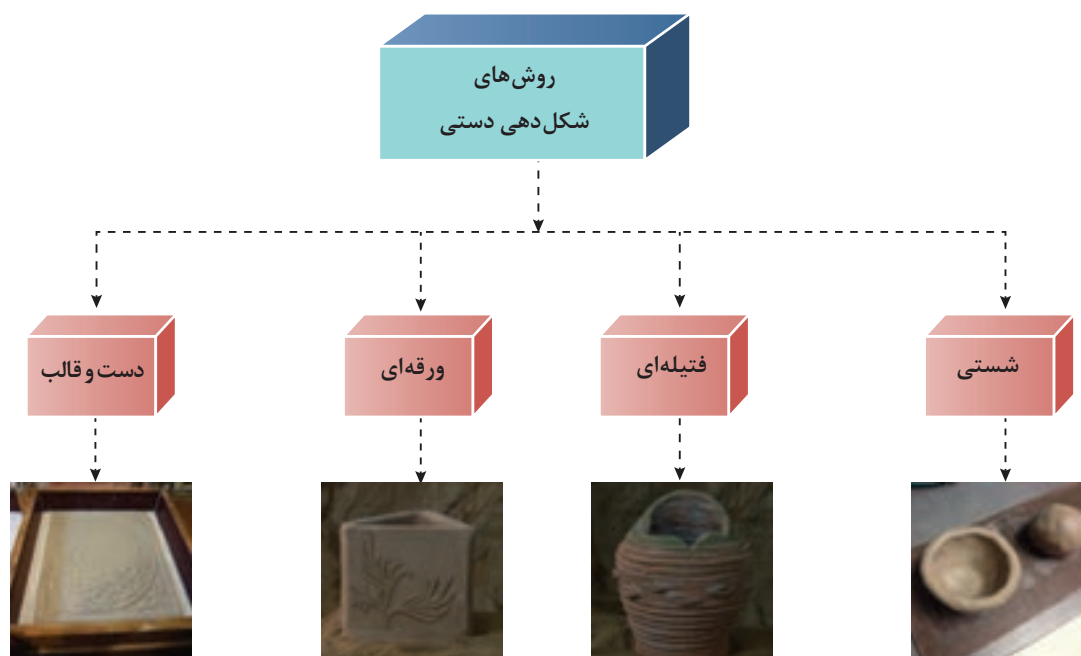 روش‌های
شکل‌دهی دستی
شستی
فتیله‌ای
ورقه‌ای
دست و قالب